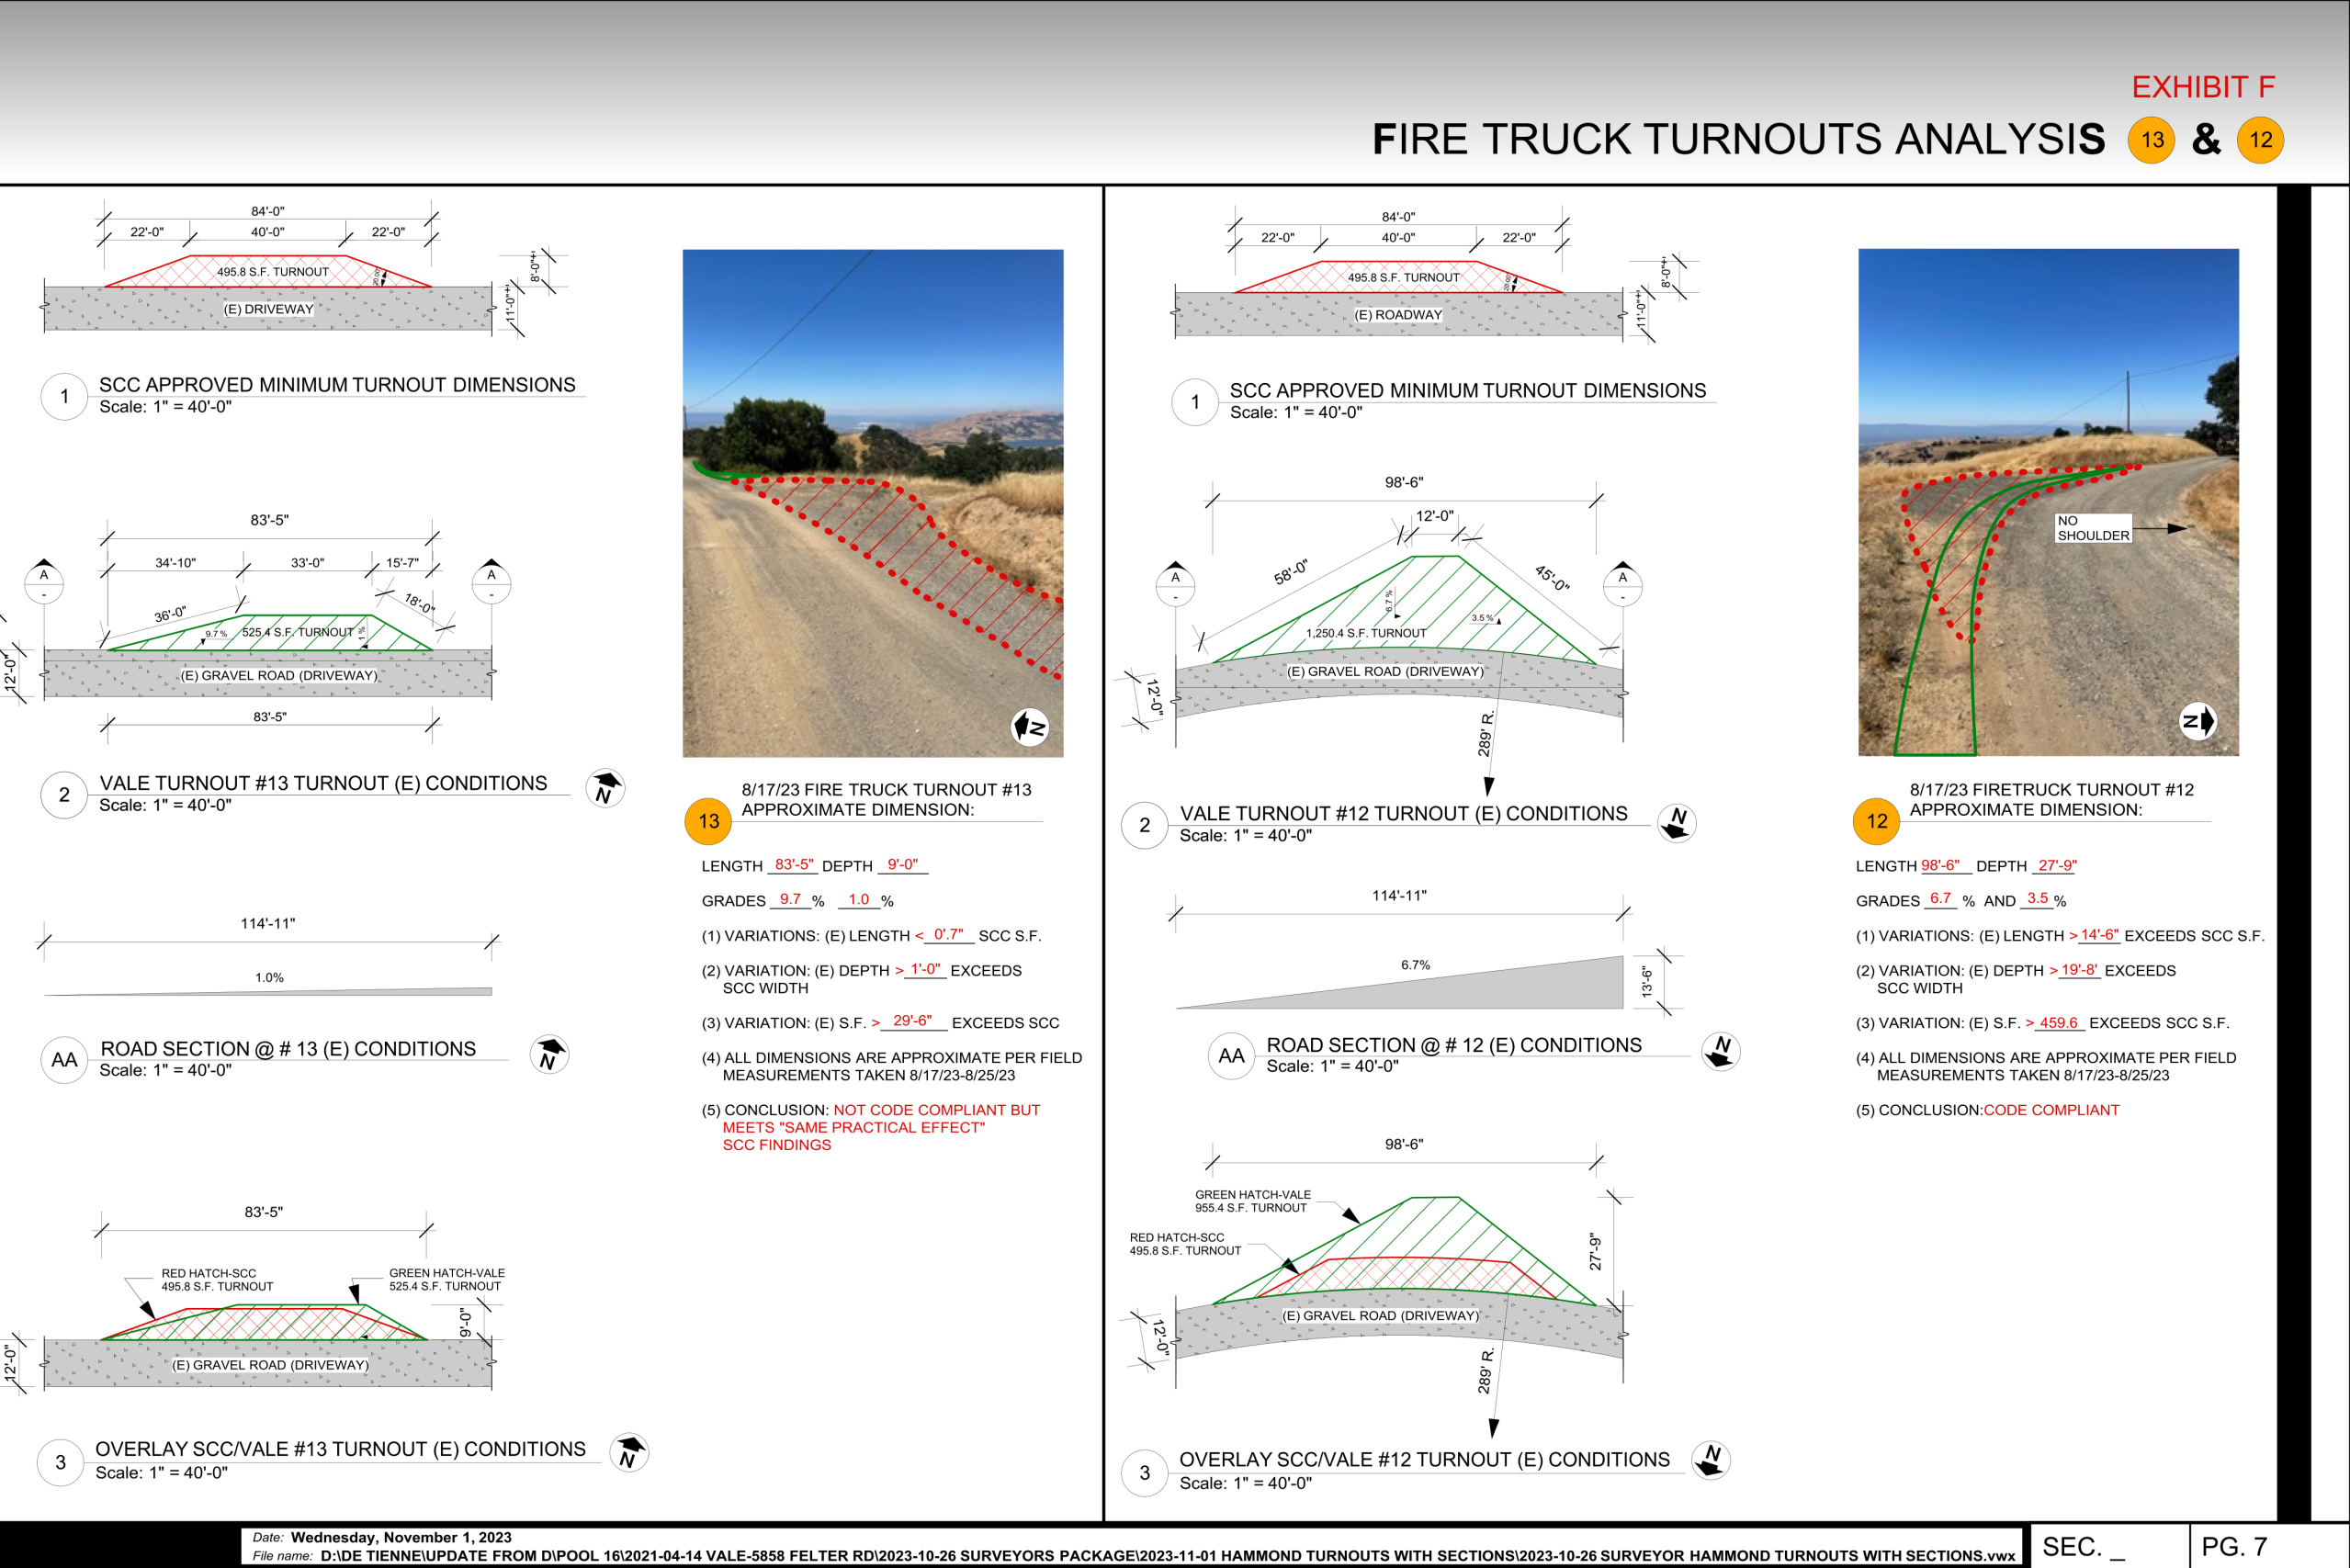 EXHIBIT F
FIRE TRUCK TURNOUTS ANALYSIS 13 & 12
84'-0"
22'-0" 40'-0" 22'-0"
495.8 S.F. TURNOUT
8'-0"±
11'-0"±
(E) DRIVEWAY
1 SCC APPROVED MINIMUM TURNOUT DIMENSIONS
Scale: 1" = 40'-0"
83'-5"
34'-10" 33'-0" 15'-7"
A
-
A
-
36'-0"
18'-0"
9.7 % 525.4 S.F. TURNOUT 1 %
12'-0"
(E) GRAVEL ROAD (DRIVEWAY)
83'-5"
2 VALE TURNOUT #13 TURNOUT (E) CONDITIONS
Scale: 1" = 40'-0"
N
114'-11"
1.0%
AA ROAD SECTION @ # 13 (E) CONDITIONS
Scale: 1" = 40'-0"
N
83'-5"
RED HATCH-SCC
495.8 S.F. TURNOUT
GREEN HATCH-VALE
525.4 S.F. TURNOUT
9'-0"
12'-0"
(E) GRAVEL ROAD (DRIVEWAY)
3 OVERLAY SCC/VALE #13 TURNOUT (E) CONDITIONS
Scale: 1" = 40'-0"
N
N
13 8/17/23 FIRE TRUCK TURNOUT #13
APPROXIMATE DIMENSION:
LENGTH 83'-5" DEPTH 9'-0"
GRADES 9.7 % 1.0 %
(1) VARIATIONS: (E) LENGTH < 0'.7" SCC S.F.
(2) VARIATION: (E) DEPTH > 1'-0" EXCEEDS
SCC WIDTH
(3) VARIATION: (E) S.F. > 29'-6" EXCEEDS SCC
(4) ALL DIMENSIONS ARE APPROXIMATE PER FIELD
MEASUREMENTS TAKEN 8/17/23-8/25/23
(5) CONCLUSION: NOT CODE COMPLIANT BUT
MEETS "SAME PRACTICAL EFFECT"
SCC FINDINGS
84'-0"
22'-0" 40'-0" 22'-0"
495.8 S.F. TURNOUT
8'-0"±
11'-0"±
(E) ROADWAY
1 SCC APPROVED MINIMUM TURNOUT DIMENSIONS
Scale: 1" = 40'-0"
98'-6"
12'-0"
58'-0"
45'-0"
A
-
A
-
6.7 %
3.5 %
1,250.4 S.F. TURNOUT
(E) GRAVEL ROAD (DRIVEWAY)
12'-0"
289' R.
2 VALE TURNOUT #12 TURNOUT (E) CONDITIONS
Scale: 1" = 40'-0"
N
114'-11"
6.7%
13'-6"
AA ROAD SECTION @ # 12 (E) CONDITIONS
Scale: 1" = 40'-0"
N
98'-6"
GREEN HATCH-VALE
955.4 S.F. TURNOUT
RED HATCH-SCC
495.8 S.F. TURNOUT
27'-9"
(E) GRAVEL ROAD (DRIVEWAY)
12'-0"
289' R.
3 OVERLAY SCC/VALE #12 TURNOUT (E) CONDITIONS
Scale: 1" = 40'-0"
N
NO
SHOULDER
N
12 8/17/23 FIRETRUCK TURNOUT #12
APPROXIMATE DIMENSION:
LENGTH 98'-6" DEPTH 27'-9"
GRADES 6.7 % AND 3.5 %
(1) VARIATIONS: (E) LENGTH > 14'-6" EXCEEDS SCC S.F.
(2) VARIATION: (E) DEPTH > 19'-8' EXCEEDS
SCC WIDTH
(3) VARIATION: (E) S.F. > 459.6 EXCEEDS SCC S.F.
(4) ALL DIMENSIONS ARE APPROXIMATE PER FIELD
MEASUREMENTS TAKEN 8/17/23-8/25/23
(5) CONCLUSION:CODE COMPLIANT
Date: Wednesday, November 1, 2023
File name: D:\DE TIENNE\UPDATE FROM D\POOL 16\2021-04-14 VALE-5858 FELTER RD\2023-10-26 SURVEYORS PACKAGE\2023-11-01 HAMMOND TURNOUTS WITH SECTIONS\2023-10-26 SURVEYOR HAMMOND TURNOUTS WITH SECTIONS.vwx
SEC. _ PG. 7